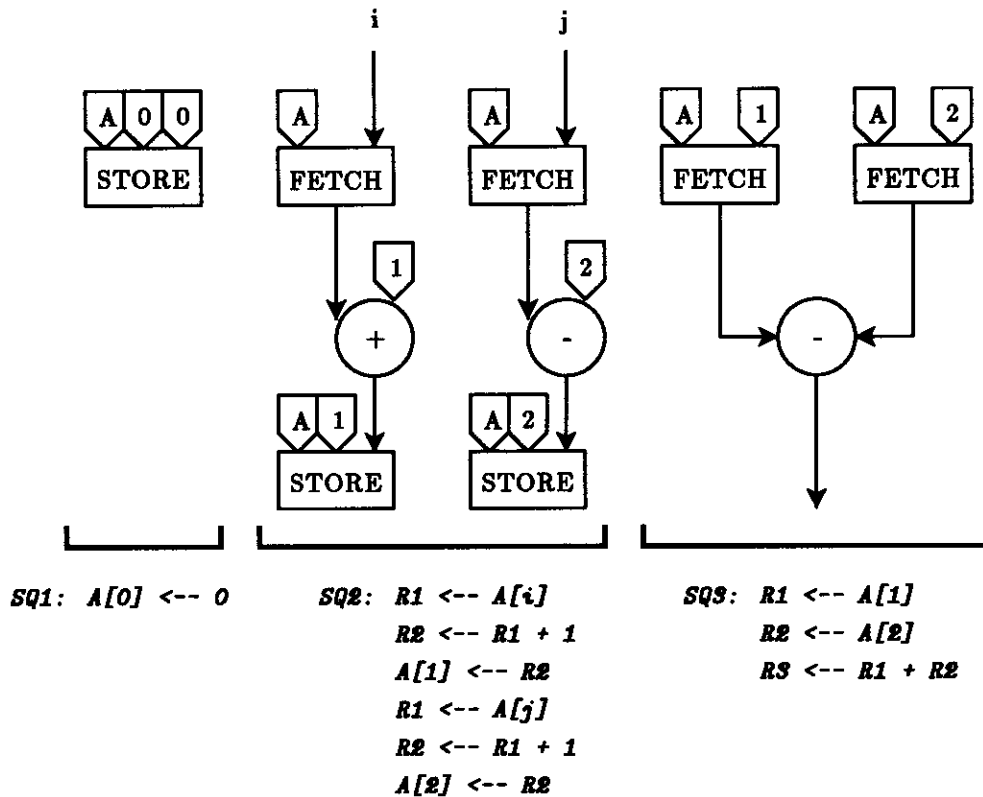 i j
A 0 0 A A A 1 A 2
STORE FETCH FETCH FETCH FETCH
1 2
+ - -
A 1 A 2
STORE STORE
SQ1: A[0] <-- 0
SQ2: R1 <-- A[i]
R2 <-- R1 + 1
A[1] <-- R2
R1 <-- A[j]
R2 <-- R1 + 1
A[2] <-- R2
SQ3: R1 <-- A[1]
R2 <-- A[2]
R3 <-- R1 + R2